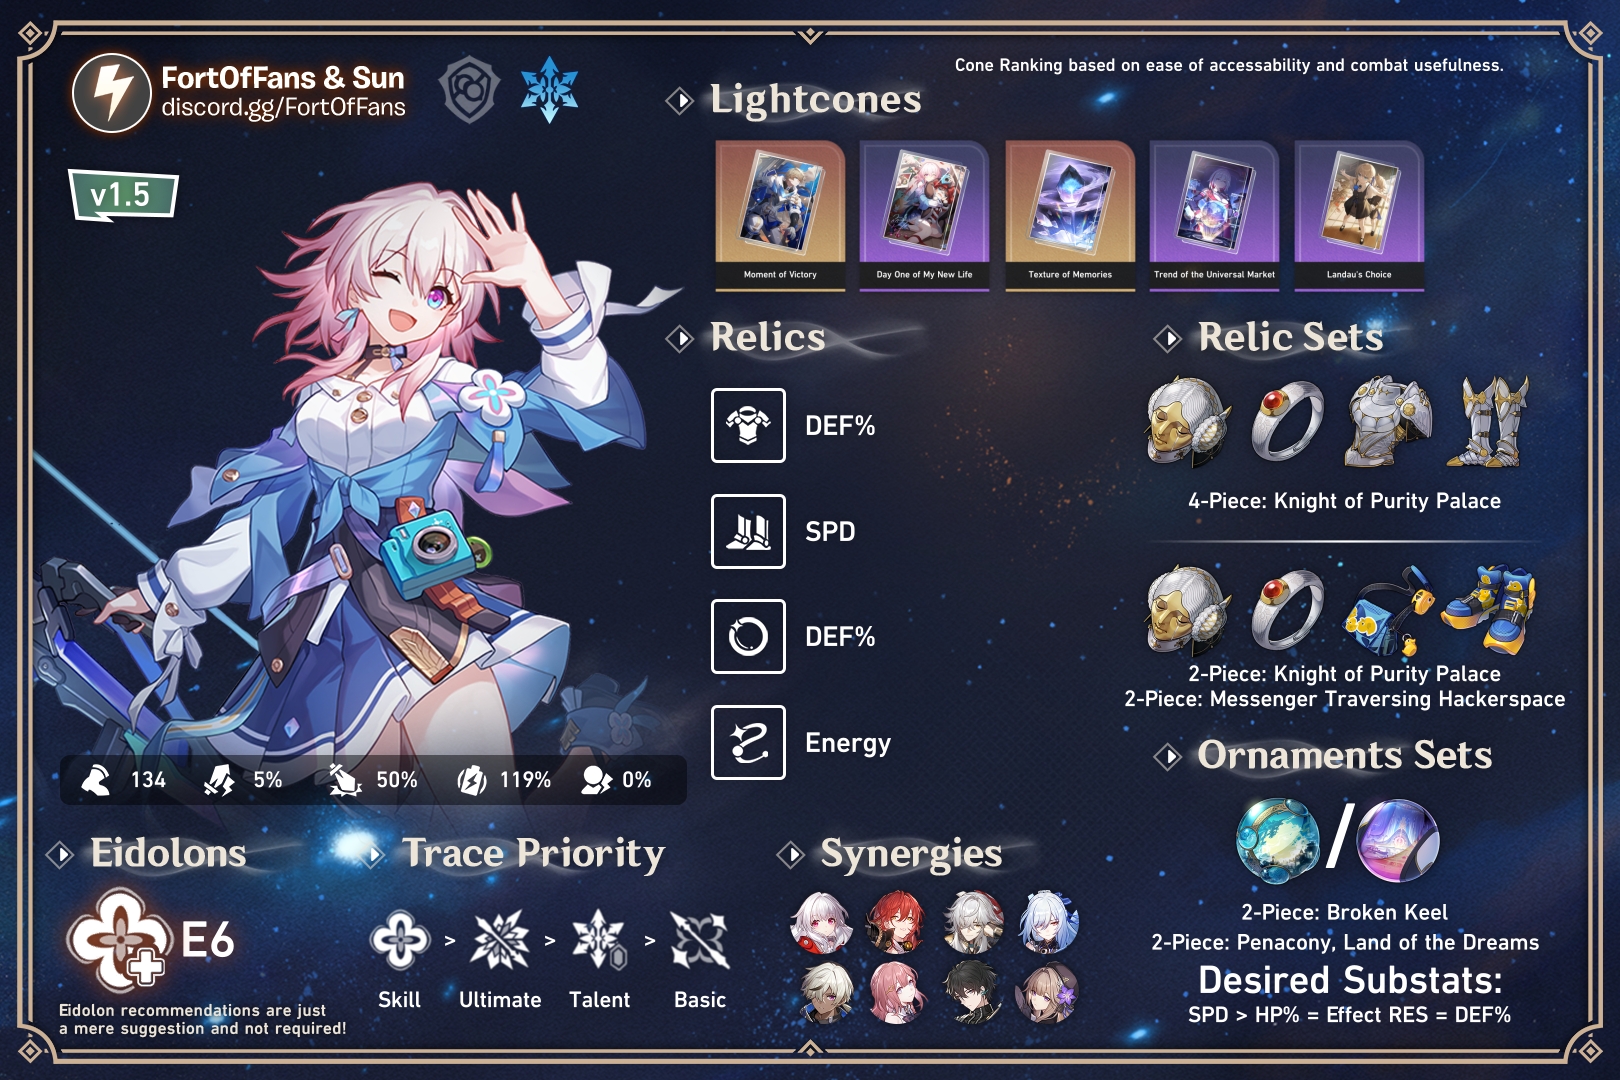 FortOfFans & Sun
discord.gg/FortOfFans
v1.5
Cone Ranking based on ease of accessability and combat usefulness.
Lightcones
Moment of Victory
Day One of My New Life
Texture of Memories
Trend of the Universal Market
Landau's Choice
Relics
DEF%
SPD
DEF%
Energy
Relic Sets
4-Piece: Knight of Purity Palace
2-Piece: Knight of Purity Palace
2-Piece: Messenger Traversing Hackerspace
Ornaments Sets
2-Piece: Broken Keel
2-Piece: Penacony, Land of the Dreams
Desired Substats:
SPD > HP% = Effect RES = DEF%
134 5% 50% 119% 0%
Eidolons
E6
Eidolon recommendations are just
a mere suggestion and not required!
Trace Priority
> > >
Skill Ultimate Talent Basic
Synergies